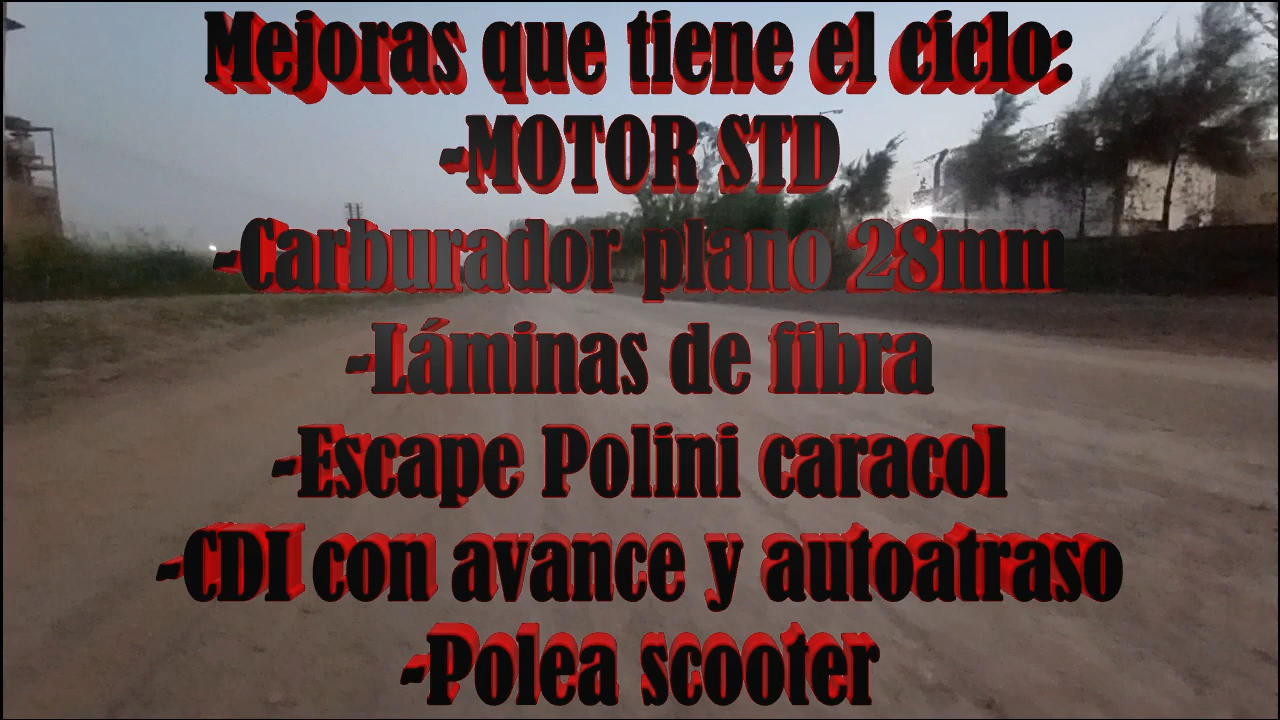 Mejoras que tiene el ciclo:
-MOTOR STD
-Carburador plano 28mm
-Láminas de fibra
-Escape Polini caracol
-CDI con avance y autoatraso
-Polea scooter